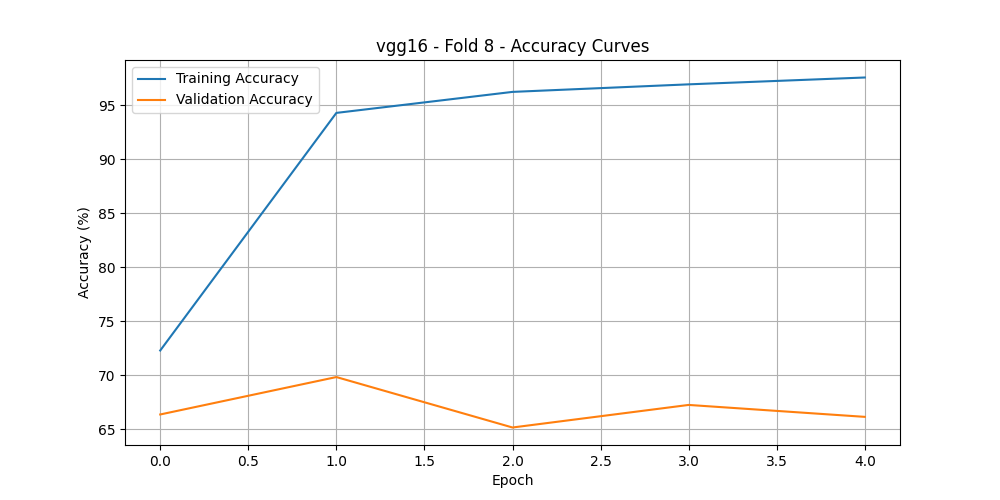 vgg16 - Fold 8 - Accuracy Curves
Training Accuracy
Validation Accuracy
Accuracy (%)
95
90
85
80
75
70
65
0.0 0.5 1.0 1.5 2.0 2.5 3.0 3.5 4.0
Epoch